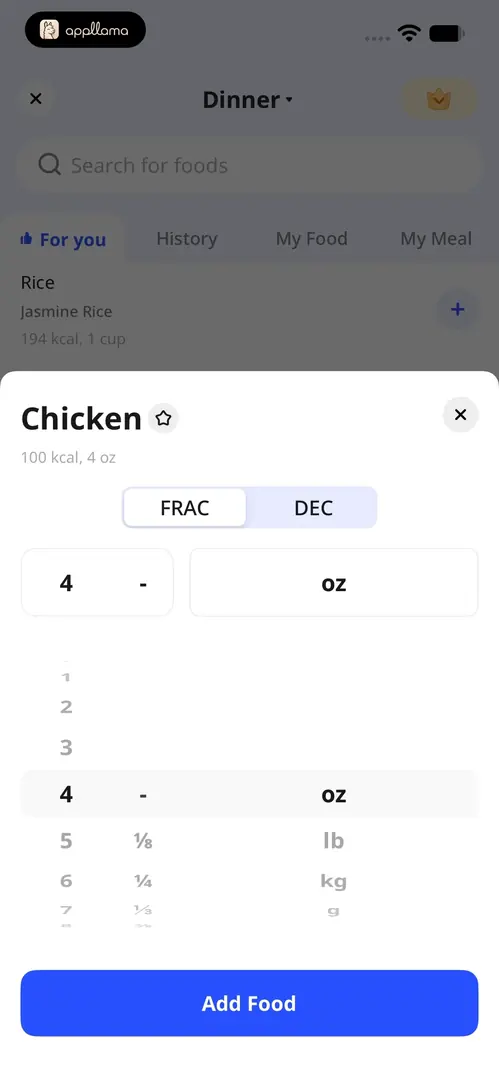 appllama
Dinner
Search for foods
For you
History
My Food
My Meal
Rice
Jasmine Rice
194 kcal, 1 cup
+
Chicken
100 kcal, 4 oz
FRAC
DEC
4 - oz
1
2
3
4 - oz
5 ⅛ lb
6 ¼ kg
7 ⅓ g
Add Food